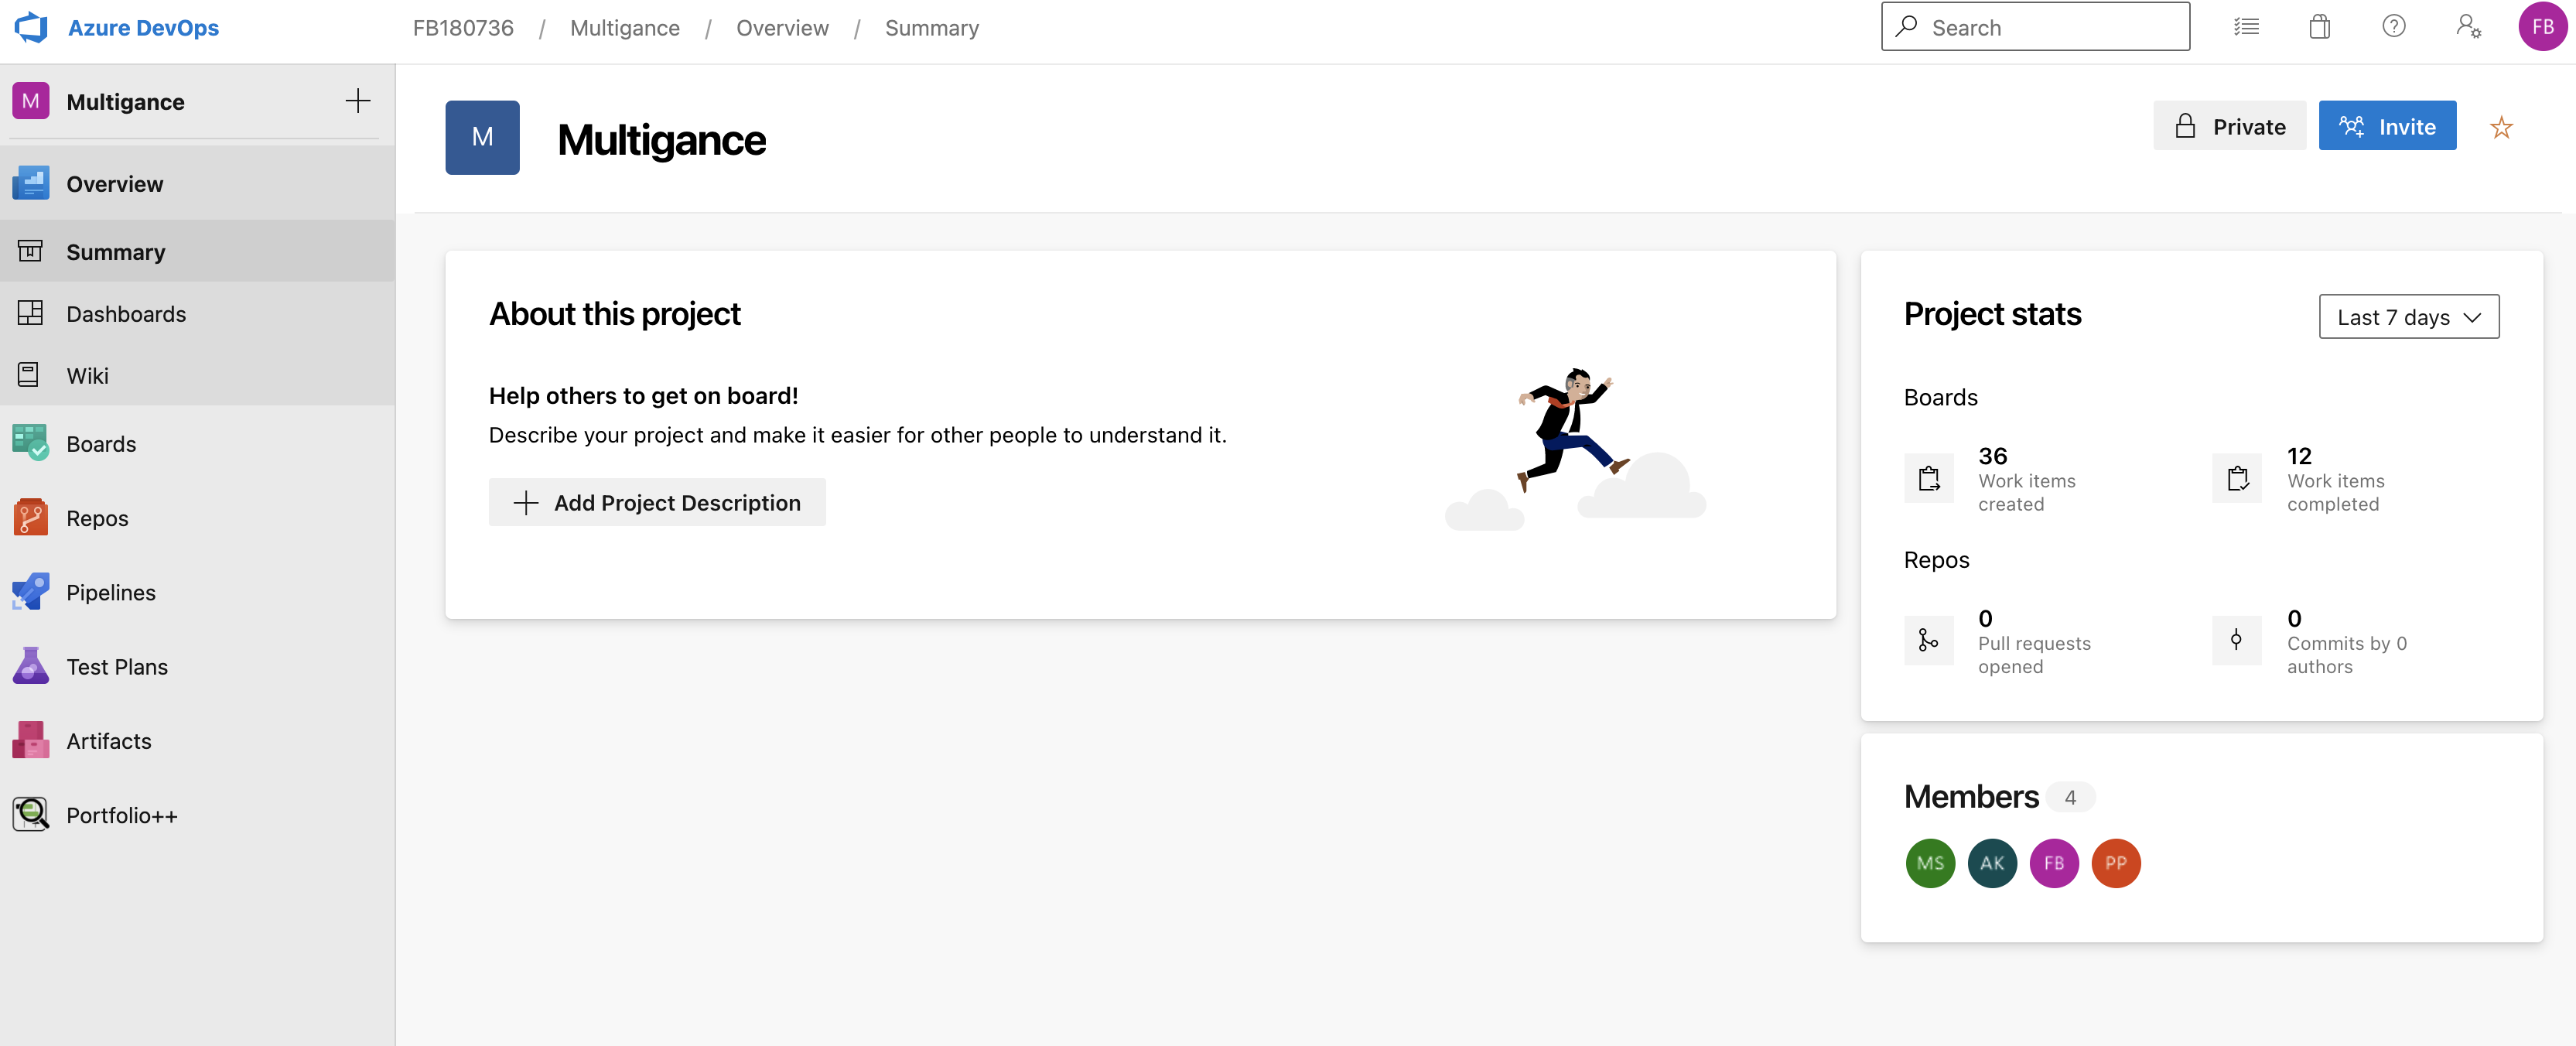 Azure DevOps
FB180736 / Multigance / Overview / Summary
Search
FB
M Multigance
Overview
Summary
Dashboards
Wiki
Boards
Repos
Pipelines
Test Plans
Artifacts
Portfolio++
M Multigance
Private
Invite
About this project
Help others to get on board!
Describe your project and make it easier for other people to understand it.
Add Project Description
Project stats
Last 7 days
Boards
36
Work items
created
12
Work items
completed
Repos
0
Pull requests
opened
0
Commits by 0
authors
Members 4
MS AK FB PP